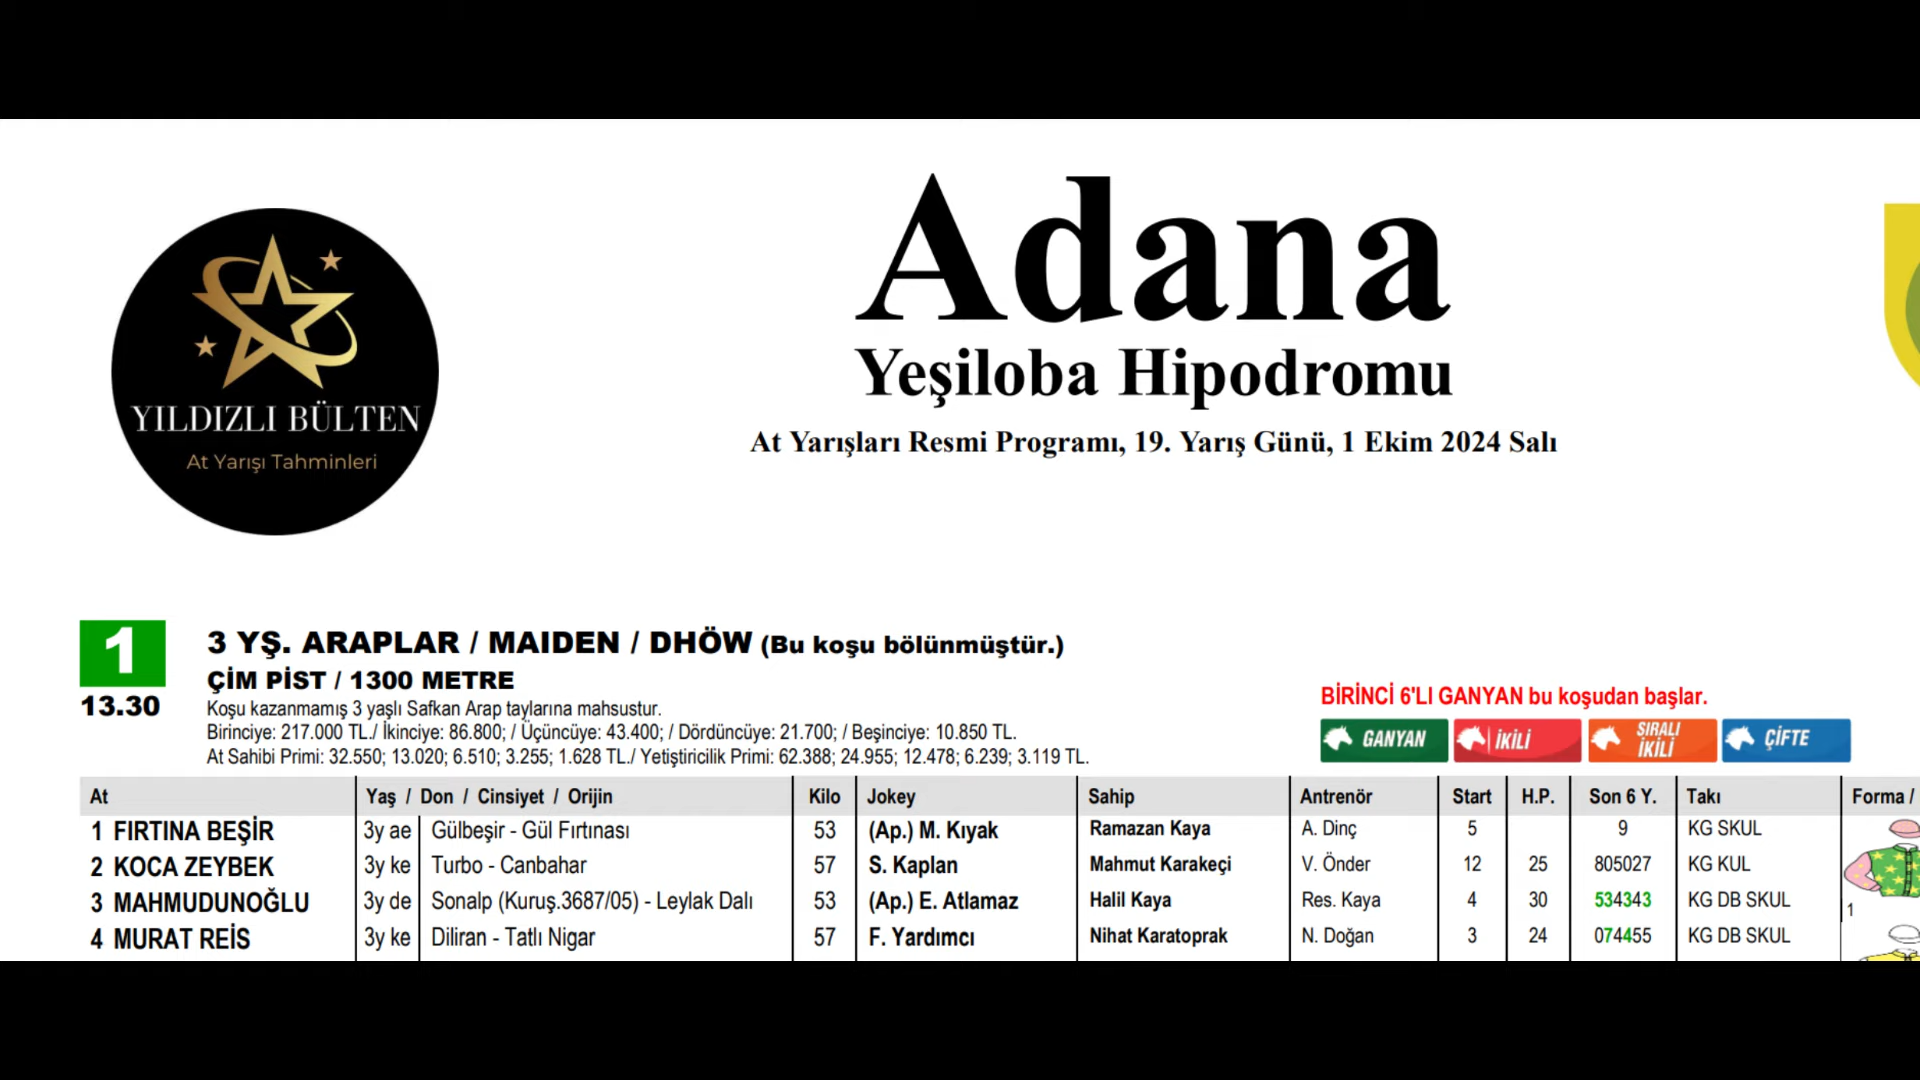 YILDIZLI BÜLTEN
At Yarışı Tahminleri
Adana
Yeşiloba Hipodromu
At Yarışları Resmi Programı, 19. Yarış Günü, 1 Ekim 2024 Salı
1
13.30
3 YŞ. ARAPLAR / MAIDEN / DHÖW (Bu koşu bölünmüştür.)
ÇİM PİST / 1300 METRE
Koşu kazanmamış 3 yaşlı Safkan Arap taylarına mahsustur.
Birinciye: 217.000 TL./ İkinciye: 86.800; / Üçüncüye: 43.400; / Dördüncüye: 21.700; / Beşinciye: 10.850 TL.
At Sahibi Primi: 32.550; 13.020; 6.510; 3.255; 1.628 TL./ Yetiştiricilik Primi: 62.388; 24.955; 12.478; 6.239; 3.119 TL.
BİRİNCİ 6'LI GANYAN bu koşudan başlar.
GANYAN İKİLİ SIRALI İKİLİ ÇİFTE
At Yaş / Don / Cinsiyet / Orijin Kilo Jokey Sahip Antrenör Start H.P. Son 6 Y. Takı Forma /
1 FIRTINA BEŞİR 3y ae Gülbeşir - Gül Fırtınası 53 (Ap.) M. Kıyak Ramazan Kaya A. Dinç 5 9 KG SKUL
2 KOCA ZEYBEK 3y ke Turbo - Canbahar 57 S. Kaplan Mahmut Karakeçi V. Önder 12 25 805027 KG KUL
3 MAHMUDUNOĞLU 3y de Sonalp (Kuruş.3687/05) - Leylak Dalı 53 (Ap.) E. Atlamaz Halil Kaya Res. Kaya 4 30 534343 KG DB SKUL 1
4 MURAT REİS 3y ke Diliran - Tatlı Nigar 57 F. Yardımcı Nihat Karatoprak N. Doğan 3 24 074455 KG DB SKUL